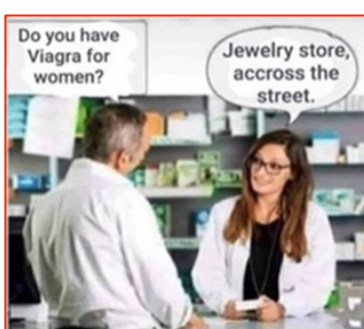 Do you have
Viagra for
women?
Jewelry store,
accross the
street.